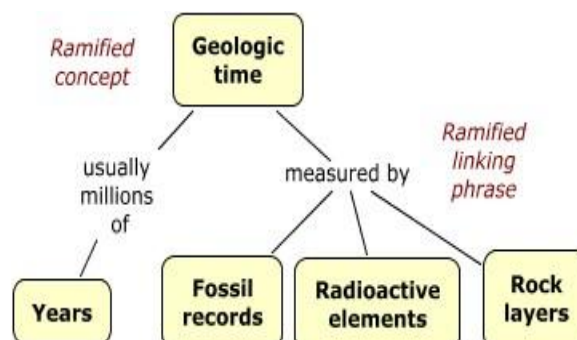 Ramified
concept
Geologic
time
usually
millions
of
measured by
Ramified
linking
phrase
Years
Fossil
records
Radioactive
elements
Rock
layers